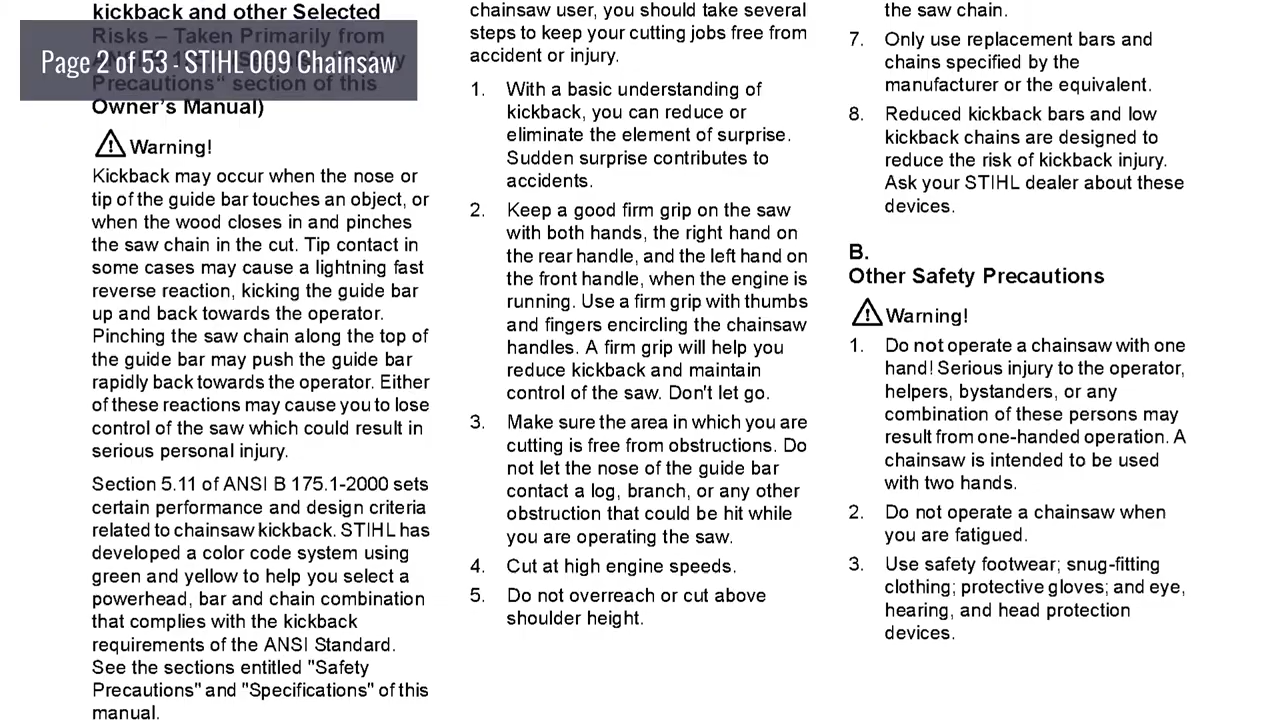 kickback and other Selected
Risks – Taken Primarily from
Page 2 of 53 - STIHL 009 Chainsaw
Precautions" section of this
Owner's Manual)
Warning!
Kickback may occur when the nose or
tip of the guide bar touches an object, or
when the wood closes in and pinches
the saw chain in the cut. Tip contact in
some cases may cause a lightning fast
reverse reaction, kicking the guide bar
up and back towards the operator.
Pinching the saw chain along the top of
the guide bar may push the guide bar
rapidly back towards the operator. Either
of these reactions may cause you to lose
control of the saw which could result in
serious personal injury.
Section 5.11 of ANSI B 175.1-2000 sets
certain performance and design criteria
related to chainsaw kickback. STIHL has
developed a color code system using
green and yellow to help you select a
powerhead, bar and chain combination
that complies with the kickback
requirements of the ANSI Standard.
See the sections entitled "Safety
Precautions" and "Specifications" of this
manual.
chainsaw user, you should take several
steps to keep your cutting jobs free from
accident or injury.
1. With a basic understanding of
kickback, you can reduce or
eliminate the element of surprise.
Sudden surprise contributes to
accidents.
2. Keep a good firm grip on the saw
with both hands, the right hand on
the rear handle, and the left hand on
the front handle, when the engine is
running. Use a firm grip with thumbs
and fingers encircling the chainsaw
handles. A firm grip will help you
reduce kickback and maintain
control of the saw. Don't let go.
3. Make sure the area in which you are
cutting is free from obstructions. Do
not let the nose of the guide bar
contact a log, branch, or any other
obstruction that could be hit while
you are operating the saw.
4. Cut at high engine speeds.
5. Do not overreach or cut above
shoulder height.
the saw chain.
7. Only use replacement bars and
chains specified by the
manufacturer or the equivalent.
8. Reduced kickback bars and low
kickback chains are designed to
reduce the risk of kickback injury.
Ask your STIHL dealer about these
devices.
B.
Other Safety Precautions
Warning!
1. Do not operate a chainsaw with one
hand! Serious injury to the operator,
helpers, bystanders, or any
combination of these persons may
result from one-handed operation. A
chainsaw is intended to be used
with two hands.
2. Do not operate a chainsaw when
you are fatigued.
3. Use safety footwear; snug-fitting
clothing; protective gloves; and eye,
hearing, and head protection
devices.